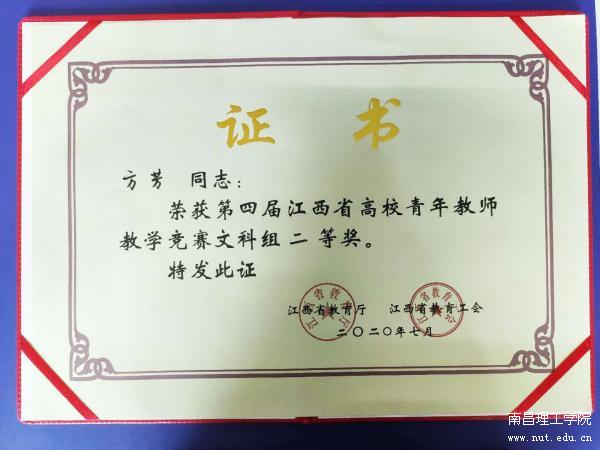 证 书
方芳 同志：
荣获第四届江西省高校青年教师
教学竞赛文科组二等奖。
特发此证
江西省教育厅 江西省教育工会
二〇二〇年七月
南昌理工学院
www.nut.edu.cn